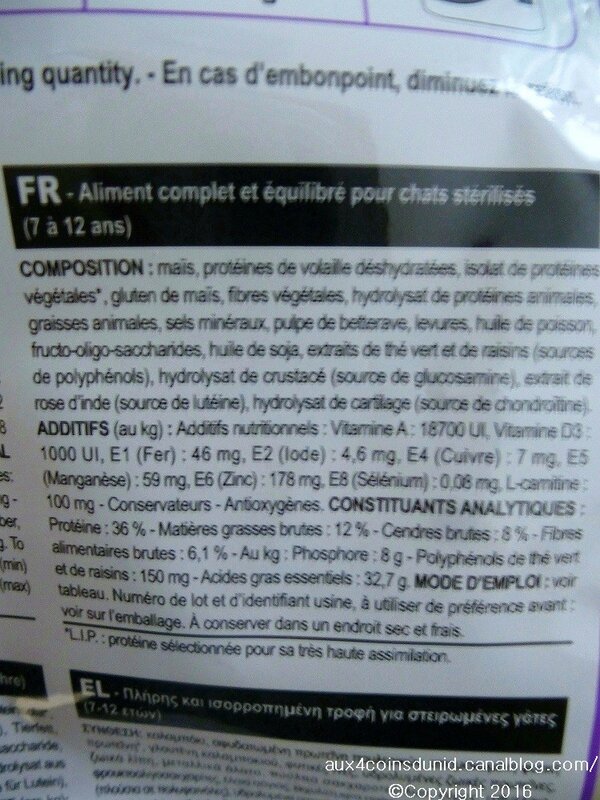 ing quantity. - En cas d'embonpoint, diminuez
FR - Aliment complet et équilibré pour chats stérilisés
(7 à 12 ans)
COMPOSITION : maïs, protéines de volaille déshydratées, isolat de protéines
végétales*, gluten de maïs, fibres végétales, hydrolysat de protéines animales,
graisses animales, sels minéraux, pulpe de betterave, levures, huile de poisson,
fructo-oligo-saccharides, huile de soja, extraits de thé vert et de raisins (sources
de polyphénols), hydrolysat de crustacé (source de glucosamine), extrait de
rose d'inde (source de lutéine), hydrolysat de cartilage (source de chondroïtine).
ADDITIFS (au kg) : Additifs nutritionnels : Vitamine A : 18700 UI, Vitamine D3 :
1000 UI, E1 (Fer) : 46 mg, E2 (Iode) : 4,6 mg, E4 (Cuivre) : 7 mg, E5
(Manganèse) : 59 mg, E6 (Zinc) : 178 mg, E8 (Sélénium) : 0,08 mg, L-carnitine :
100 mg - Conservateurs - Antioxygènes. CONSTITUANTS ANALYTIQUES :
Protéine : 36 % - Matières grasses brutes : 12 % - Cendres brutes : 8 % - Fibres
alimentaires brutes : 6,1 % - Au kg : Phosphore : 8 g - Polyphénols de thé vert
et de raisins : 150 mg - Acides gras essentiels : 32,7 g. MODE D'EMPLOI : voir
tableau. Numéro de lot et d'identifiant usine, à utiliser de préférence avant :
voir sur l'emballage. À conserver dans un endroit sec et frais.
*L.I.P. : protéine sélectionnée pour sa très haute assimilation.
EL - Πλήρης και ισορροπημένη τροφή για στειρωμένες γάτες
(7-12 ετών)
aux4coinsdunid.canalblog.com/
©Copyright 2016